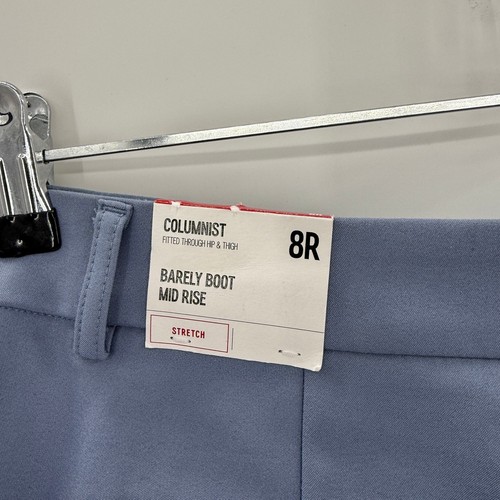 COLUMNIST
FITTED THROUGH HIP & THIGH
8R
BARELY BOOT
MID RISE
STRETCH